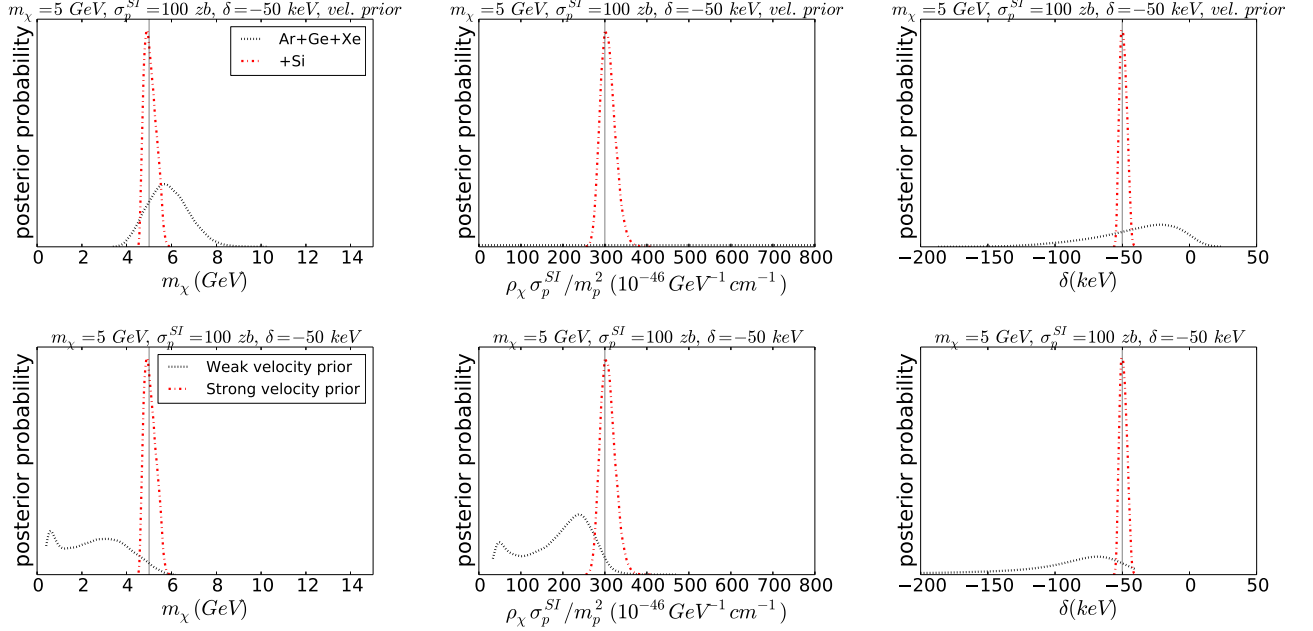 m_χ=5 GeV, σ_p^{SI}=100 zb, δ=−50 keV, vel. prior
posterior probability
Ar+Ge+Xe
+Si
0 2 4 6 8 10 12 14
m_χ (GeV)
m_χ=5 GeV, σ_p^{SI}=100 zb, δ=−50 keV, vel. prior
posterior probability
0 100 200 300 400 500 600 700 800
ρ_χ σ_p^{SI}/m_p^2 (10^{−46} GeV^{−1} cm^{−1})
m_χ=5 GeV, σ_p^{SI}=100 zb, δ=−50 keV, vel. prior
posterior probability
−200 −150 −100 −50 0 50
δ(keV)
m_χ=5 GeV, σ_p^{SI}=100 zb, δ=−50 keV
posterior probability
Weak velocity prior
Strong velocity prior
0 2 4 6 8 10 12 14
m_χ (GeV)
m_χ=5 GeV, σ_p^{SI}=100 zb, δ=−50 keV
posterior probability
0 100 200 300 400 500 600 700 800
ρ_χ σ_p^{SI}/m_p^2 (10^{−46} GeV^{−1} cm^{−1})
m_χ=5 GeV, σ_p^{SI}=100 zb, δ=−50 keV
posterior probability
−200 −150 −100 −50 0 50
δ(keV)